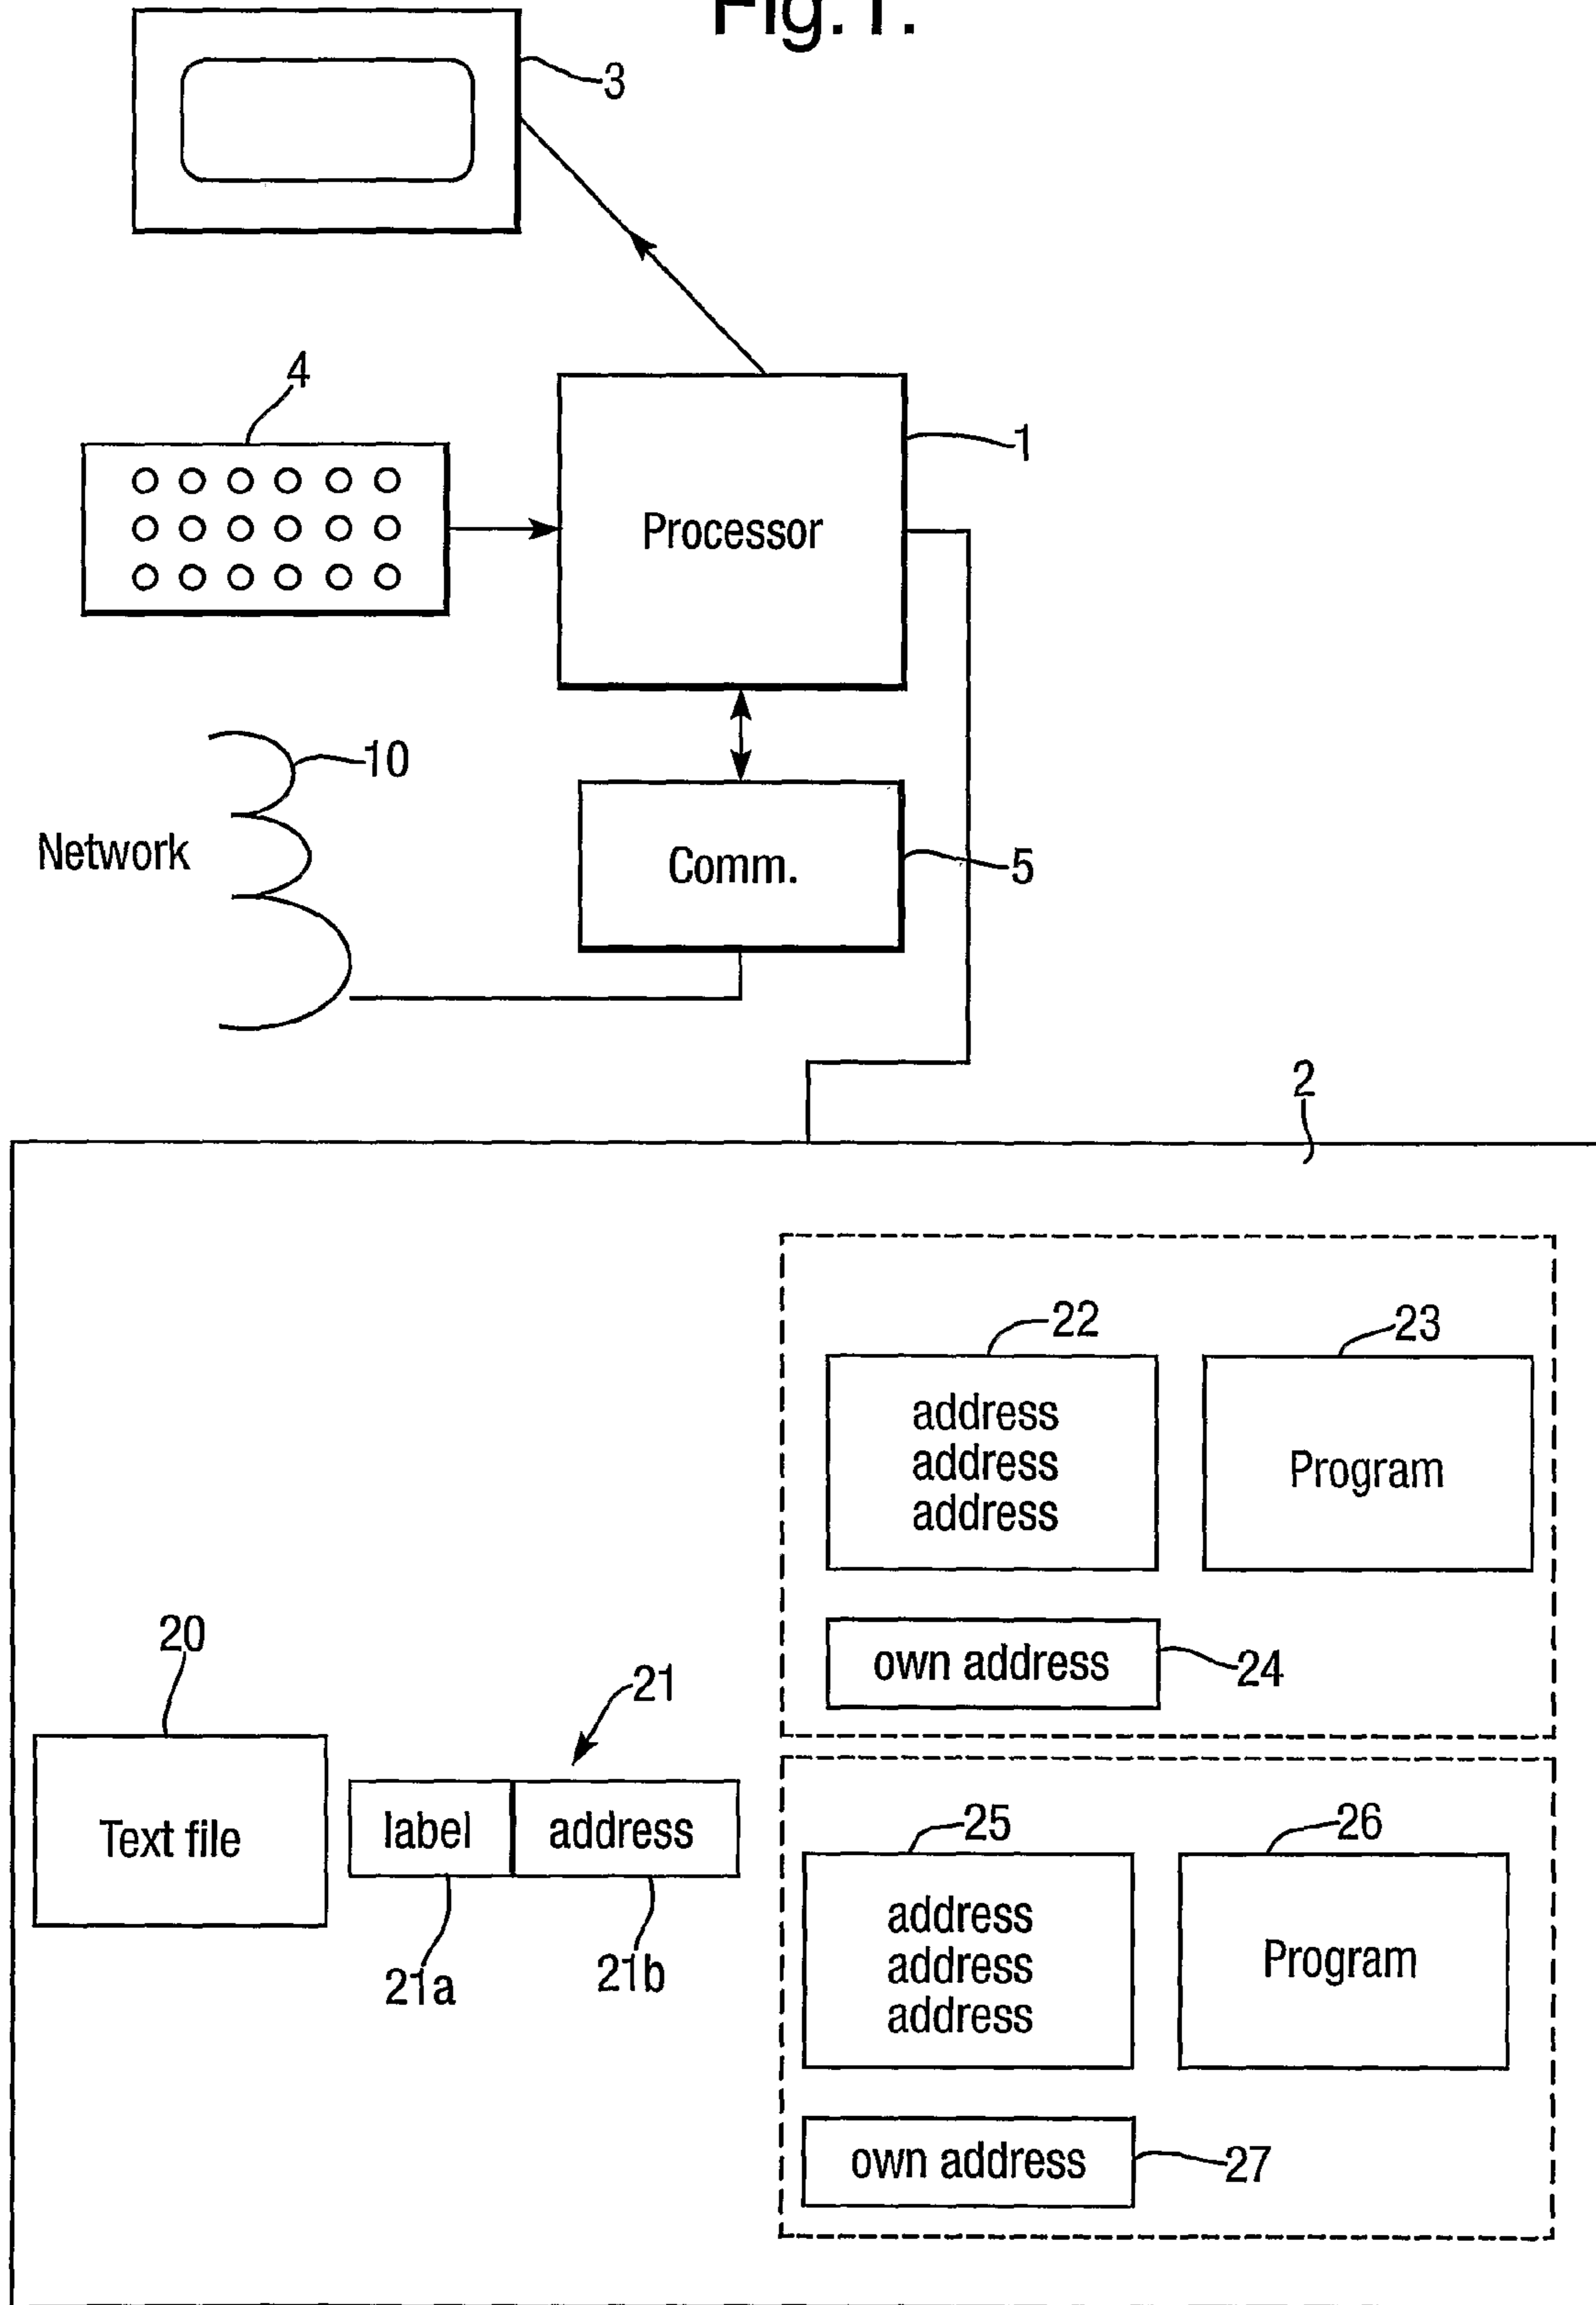 Fig.1.
3
4
1
Processor
10
Network
Comm.
5
2
22
23
address
address
address
Program
own address
24
20
21
Text file
label
address
21a
21b
25
26
address
address
address
Program
own address
27